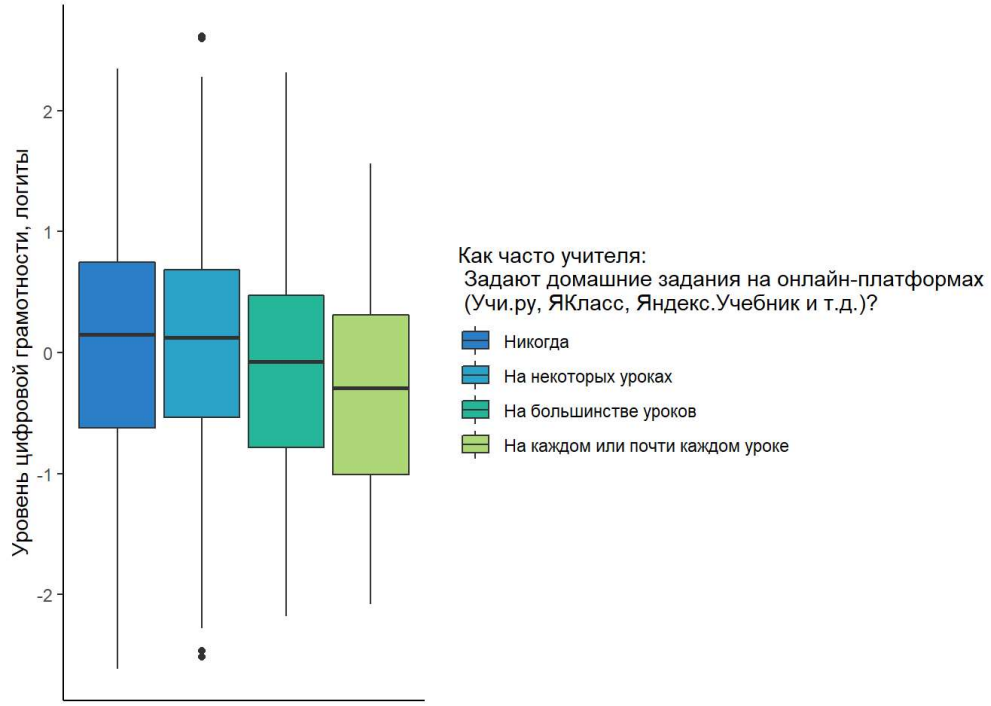 Уровень цифровой грамотности, логиты
2
1
0
-1
-2
Как часто учителя:
Задают домашние задания на онлайн-платформах
(Учи.ру, ЯКласс, Яндекс.Учебник и т.д.)?
Никогда
На некоторых уроках
На большинстве уроков
На каждом или почти каждом уроке